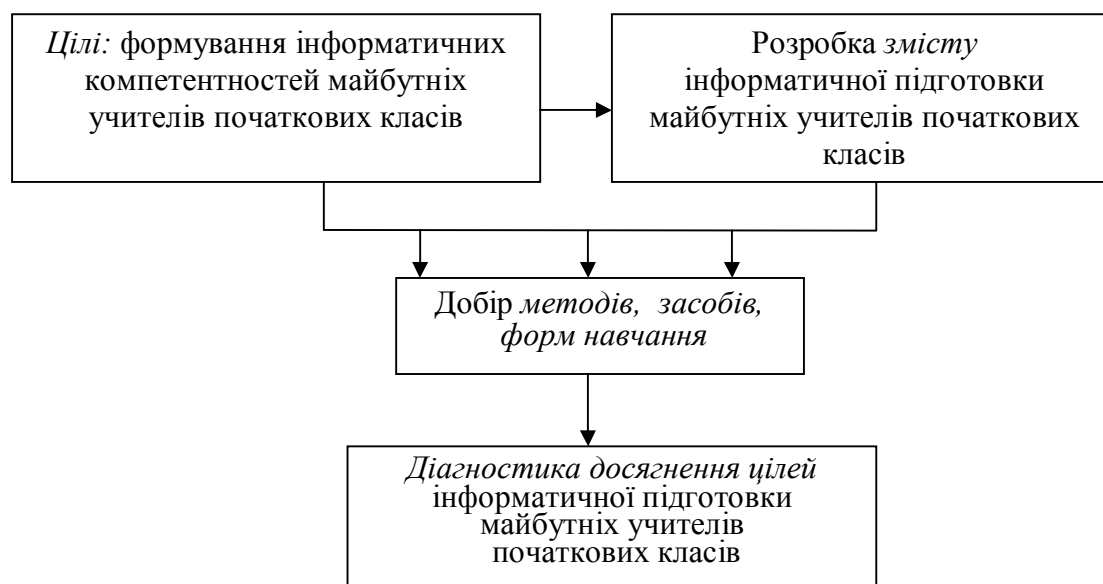 Цілі: формування інформатичних
компетентностей майбутніх
учителів початкових класів
Розробка змісту
інформатичної підготовки
майбутніх учителів початкових
класів
Добір методів, засобів,
форм навчання
Діагностика досягнення цілей
інформатичної підготовки
майбутніх учителів
початкових класів